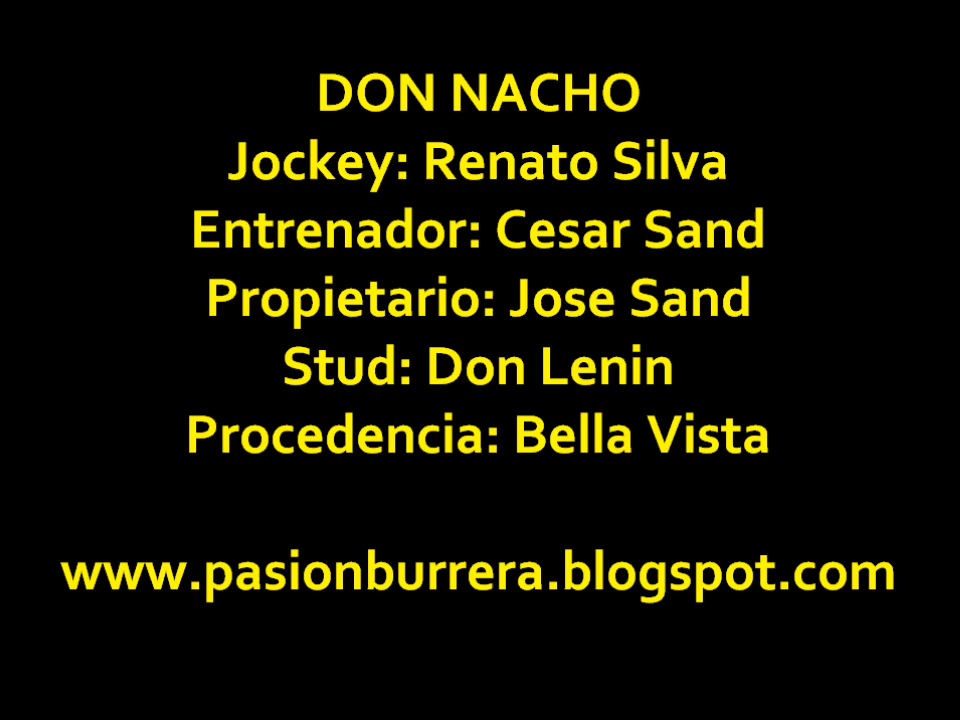 DON NACHO
Jockey: Renato Silva
Entrenador: Cesar Sand
Propietario: Jose Sand
Stud: Don Lenin
Procedencia: Bella Vista
www.pasionburrera.blogspot.com